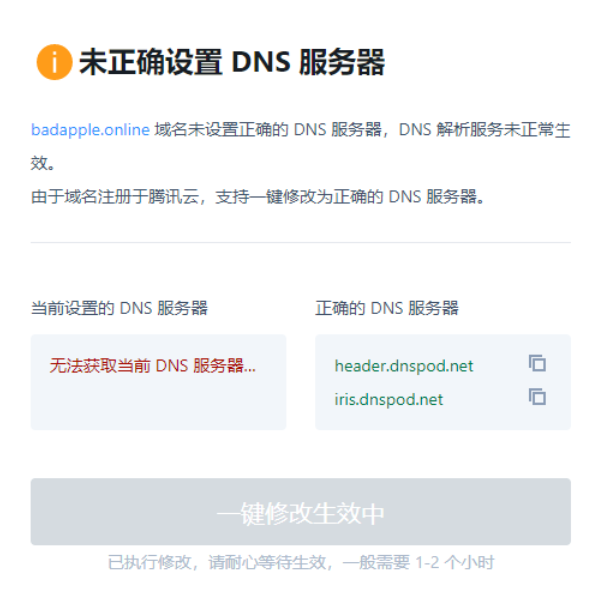 未正确设置 DNS 服务器
badapple.online 域名未设置正确的 DNS 服务器，DNS 解析服务未正常生
效。
由于域名注册于腾讯云，支持一键修改为正确的 DNS 服务器。
当前设置的 DNS 服务器
无法获取当前 DNS 服务器...
正确的 DNS 服务器
header.dnspod.net
iris.dnspod.net
一键修改生效中
已执行修改，请耐心等待生效，一般需要 1-2 个小时